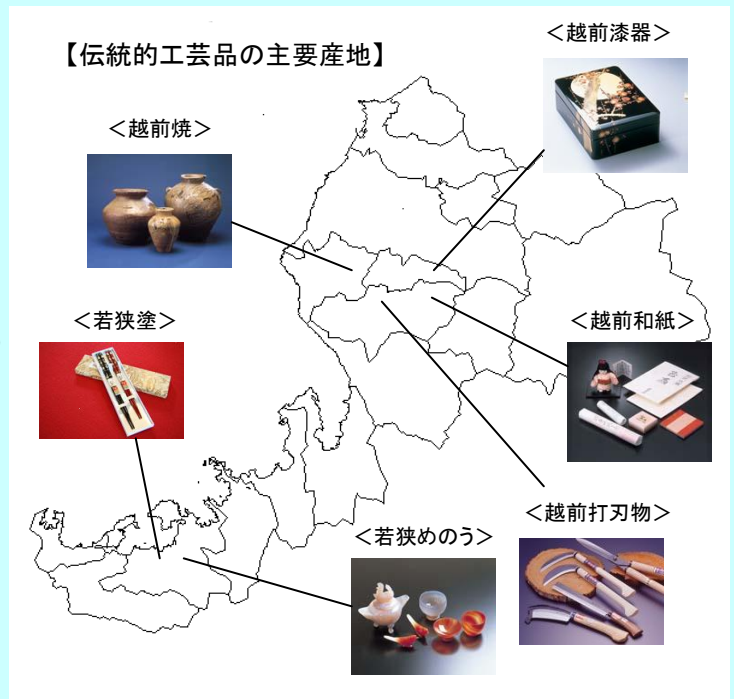 【伝統的工芸品の主要産地】
＜越前漆器＞
＜越前焼＞
＜若狭塗＞
＜越前和紙＞
＜若狭めのう＞
＜越前打刃物＞